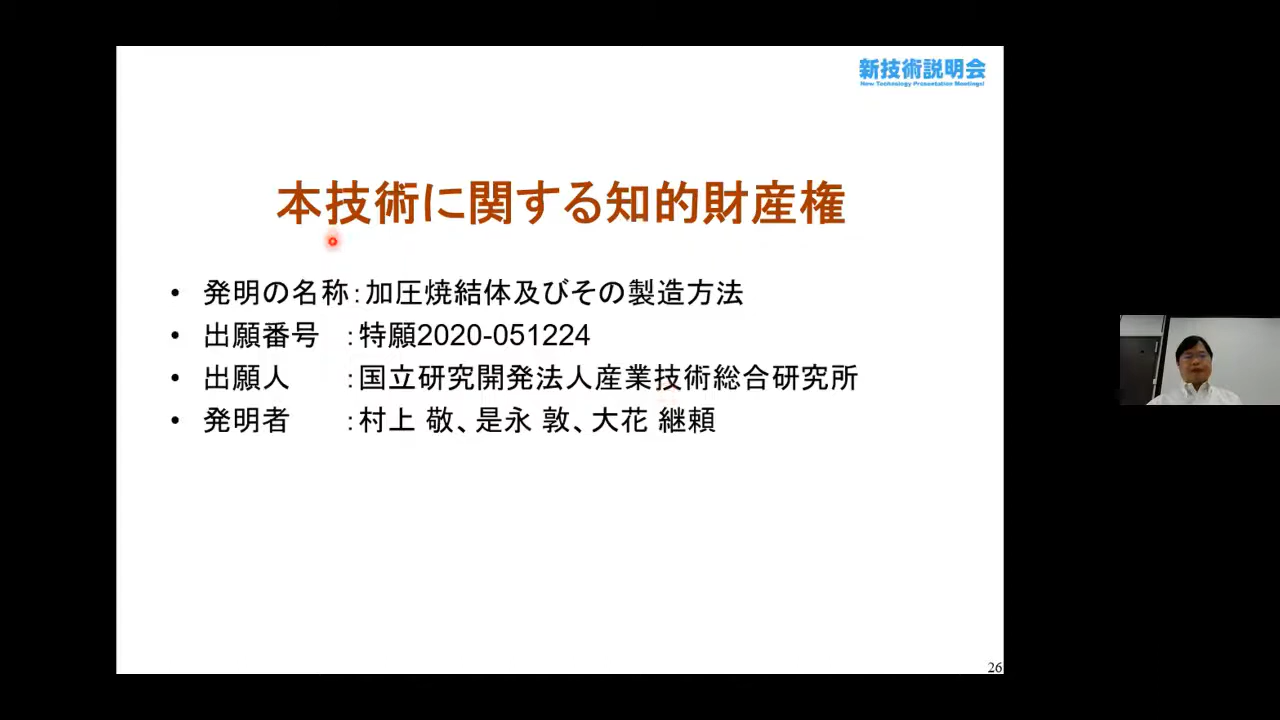 新技術説明会
New Technology Presentation Meetings!
本技術に関する知的財産権
• 発明の名称：加圧焼結体及びその製造方法
• 出願番号 ：特願2020-051224
• 出願人 ：国立研究開発法人産業技術総合研究所
• 発明者 ：村上 敬、是永 敦、大花 継頼
26